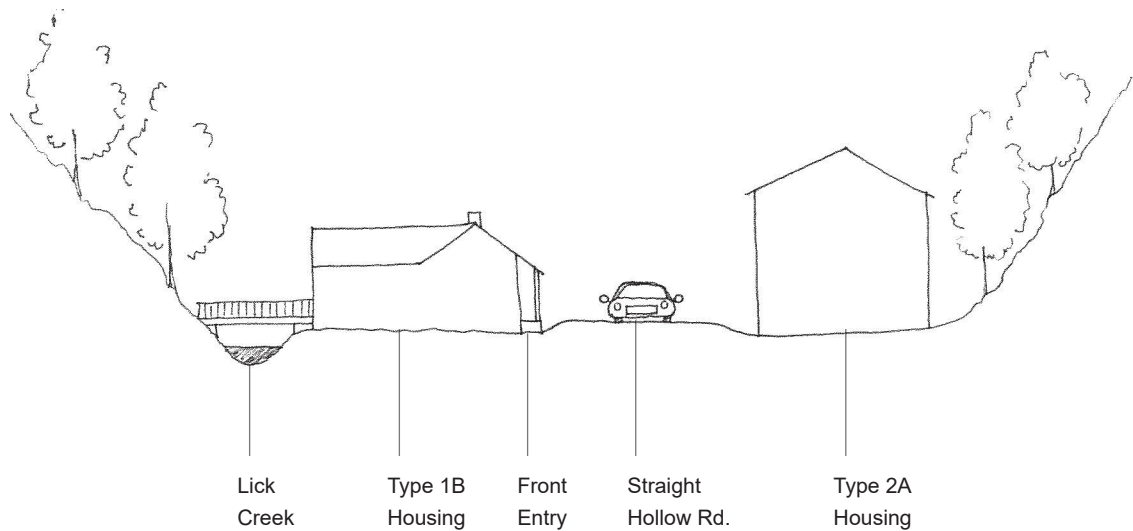 Lick
Creek
Type 1B
Housing
Front
Entry
Straight
Hollow Rd.
Type 2A
Housing